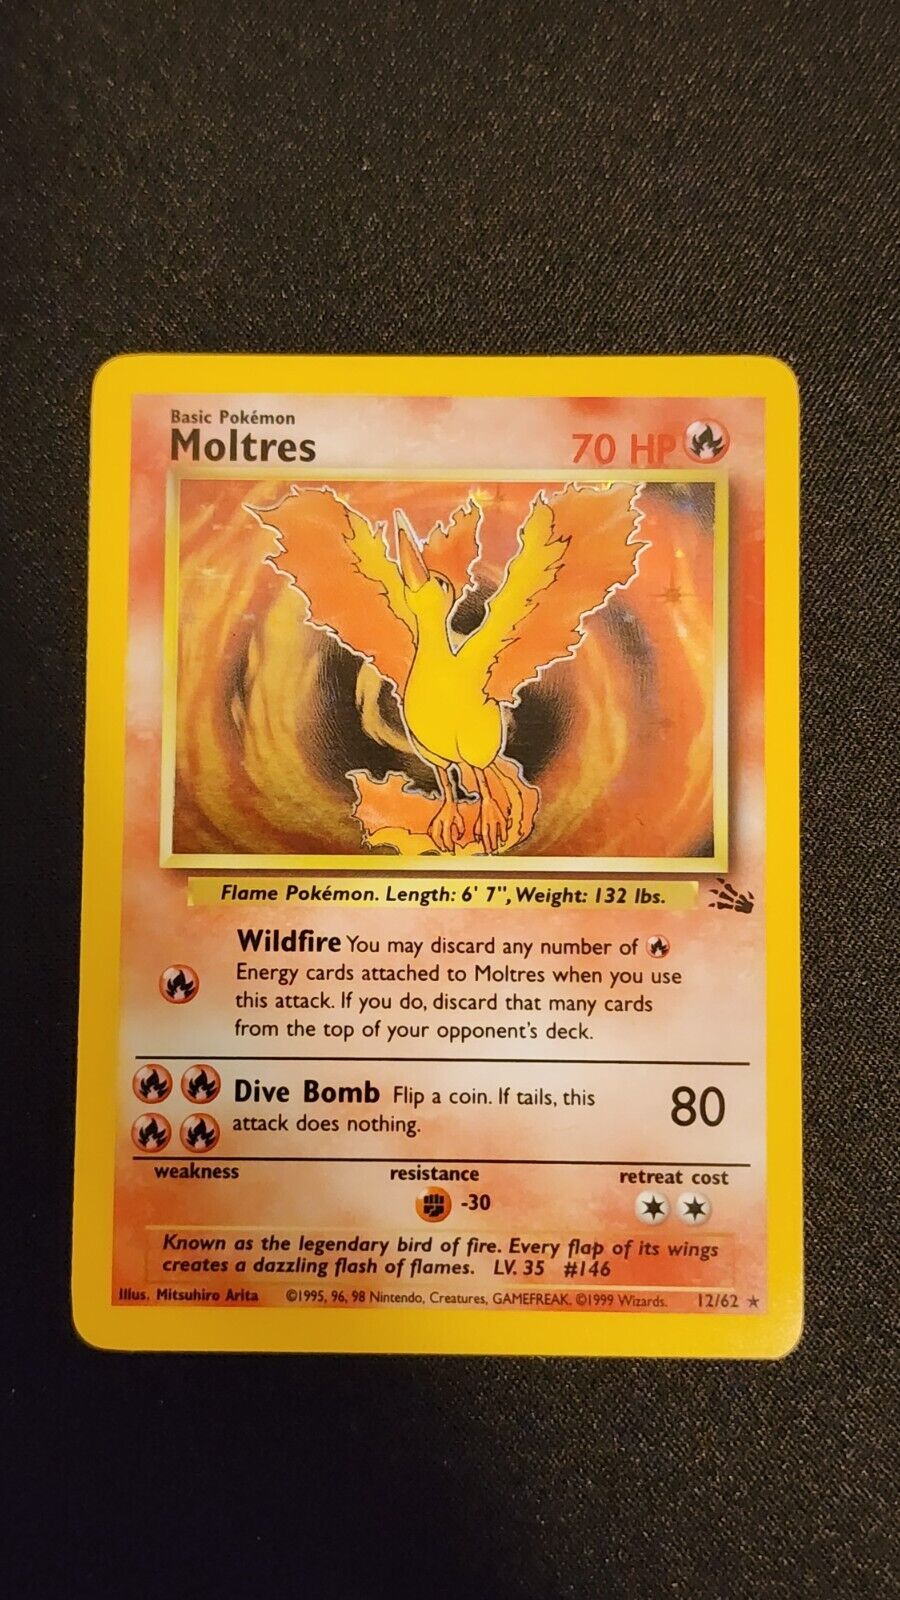 Basic Pokémon
Moltres
70 HP
Flame Pokémon. Length: 6' 7", Weight: 132 lbs.
Wildfire You may discard any number of
Energy cards attached to Moltres when you use
this attack. If you do, discard that many cards
from the top of your opponent's deck.
Dive Bomb Flip a coin. If tails, this
attack does nothing.
80
weakness resistance retreat cost
-30
Known as the legendary bird of fire. Every flap of its wings
creates a dazzling flash of flames. LV. 35 #146
Illus. Mitsuhiro Arita ©1995, 96, 98 Nintendo, Creatures, GAMEFREAK. ©1999 Wizards. 12/62 ★